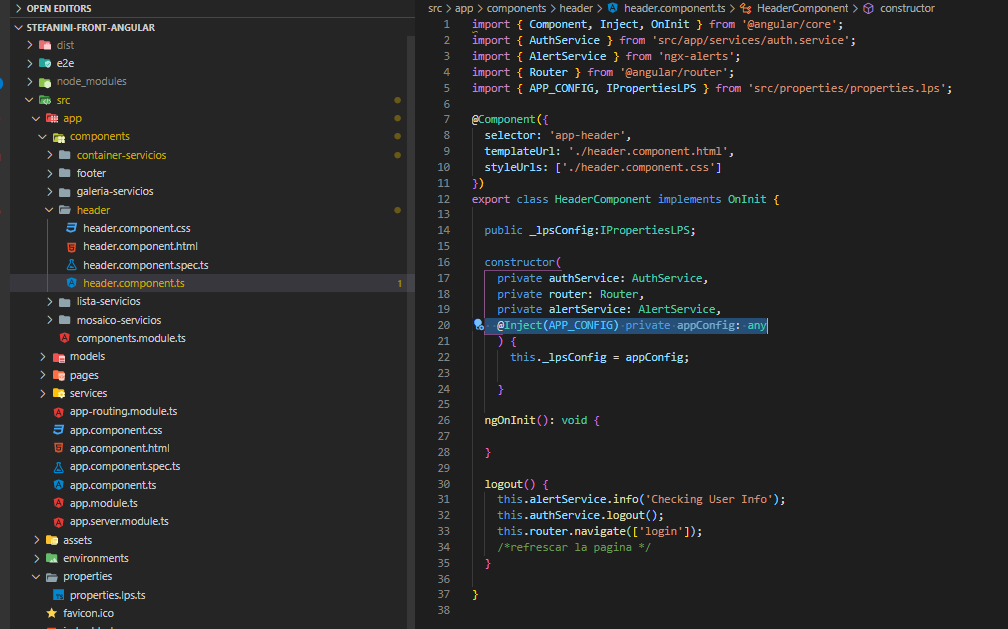 OPEN EDITORS
STEFANINI-FRONT-ANGULAR
dist
e2e
node_modules
src
app
components
container-servicios
footer
galeria-servicios
header
header.component.css
header.component.html
header.component.spec.ts
header.component.ts 1
lista-servicios
mosaico-servicios
components.module.ts
models
pages
services
app-routing.module.ts
app.component.css
app.component.html
app.component.spec.ts
app.component.ts
app.module.ts
app.server.module.ts
assets
environments
properties
properties.lps.ts
favicon.ico
src > app > components > header > header.component.ts > HeaderComponent > constructor
1 import { Component, Inject, OnInit } from '@angular/core';
2 import { AuthService } from 'src/app/services/auth.service';
3 import { AlertService } from 'ngx-alerts';
4 import { Router } from '@angular/router';
5 import { APP_CONFIG, IPropertiesLPS } from 'src/properties/properties.lps';
6
7 @Component({
8 selector: 'app-header',
9 templateUrl: './header.component.html',
10 styleUrls: ['./header.component.css']
11 })
12 export class HeaderComponent implements OnInit {
13
14 public _lpsConfig:IPropertiesLPS;
15
16 constructor(
17 private authService: AuthService,
18 private router: Router,
19 private alertService: AlertService,
20 @Inject(APP_CONFIG) private appConfig: any
21 ) {
22 this._lpsConfig = appConfig;
23
24 }
25
26 ngOnInit(): void {
27
28 }
29
30 logout() {
31 this.alertService.info('Checking User Info');
32 this.authService.logout();
33 this.router.navigate(['login']);
34 /*refrescar la pagina */
35 }
36
37 }
38